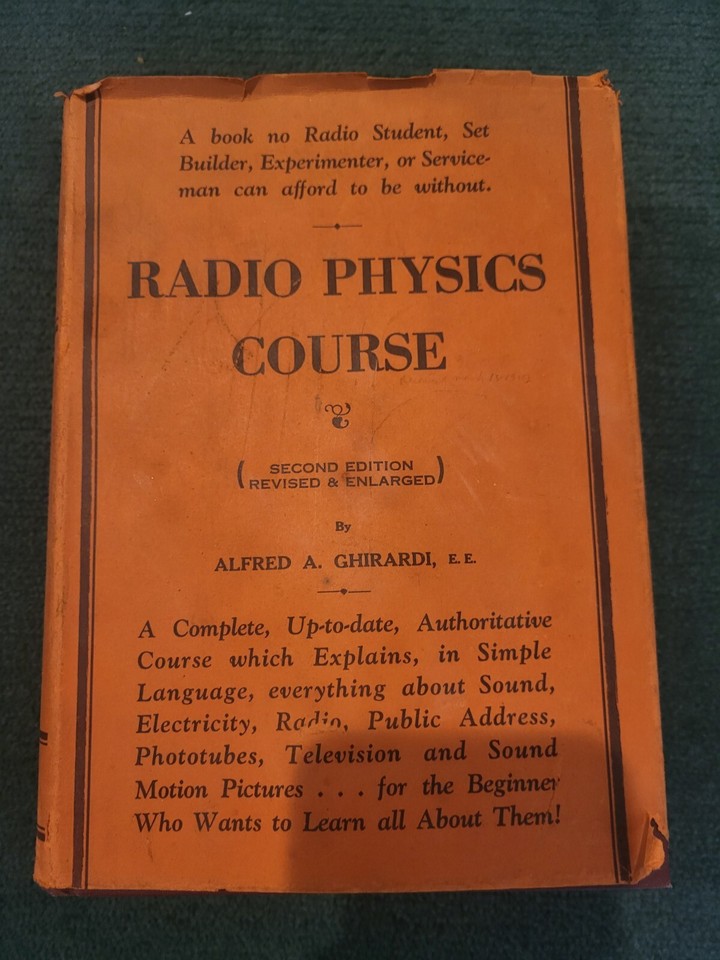 A book no Radio Student, Set
Builder, Experimenter, or Service-
man can afford to be without.
RADIO PHYSICS
COURSE
(SECOND EDITION
REVISED & ENLARGED)
By
ALFRED A. GHIRARDI, E. E.
A Complete, Up-to-date, Authoritative
Course which Explains, in Simple
Language, everything about Sound,
Electricity, Radio, Public Address,
Phototubes, Television and Sound
Motion Pictures . . . for the Beginner
Who Wants to Learn all About Them!